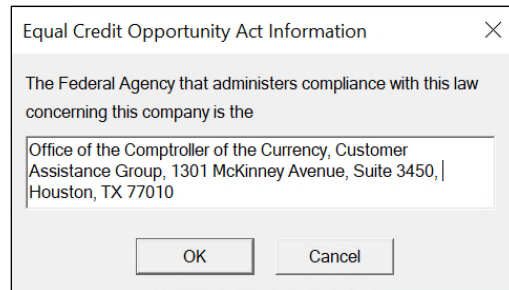 Equal Credit Opportunity Act Information
The Federal Agency that administers compliance with this law
concerning this company is the
Office of the Comptroller of the Currency, Customer
Assistance Group, 1301 McKinney Avenue, Suite 3450,
Houston, TX 77010
OK
Cancel